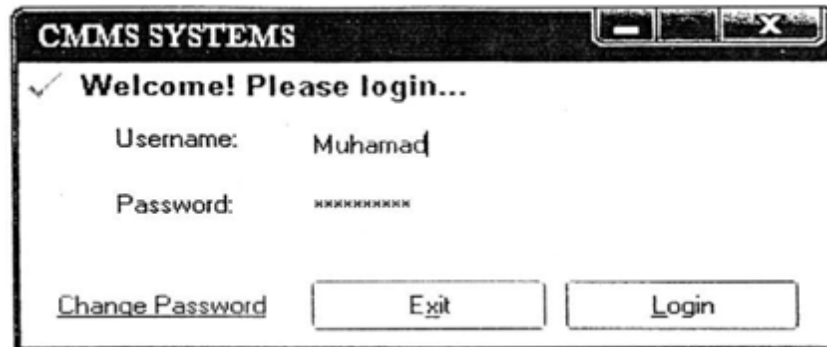 CMMS SYSTEMS
Welcome! Please login...
Username: Muhamad
Password: **********
Change Password Exit Login